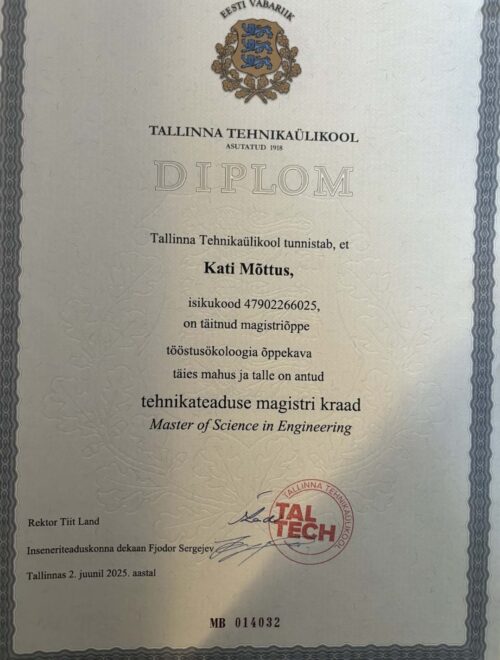 EESTI VABARIIK
TALLINNA TEHNIKAÜLIKOOL
ASUTATUD 1918
DIPLOM
Tallinna Tehnikaülikool tunnistab, et
Kati Mõttus,
isikukood 47902266025,
on täitnud magistriõppe
tööstusökoloogia õppekava
täies mahus ja talle on antud
tehnikateaduse magistri kraad
Master of Science in Engineering
TALLINNA TEHNIKAÜLIKOOL
TAL
TECH
Rektor Tiit Land
Inseneriteaduskonna dekaan Fjodor Sergejev
Tallinnas 2. juunil 2025. aastal
MB 014032